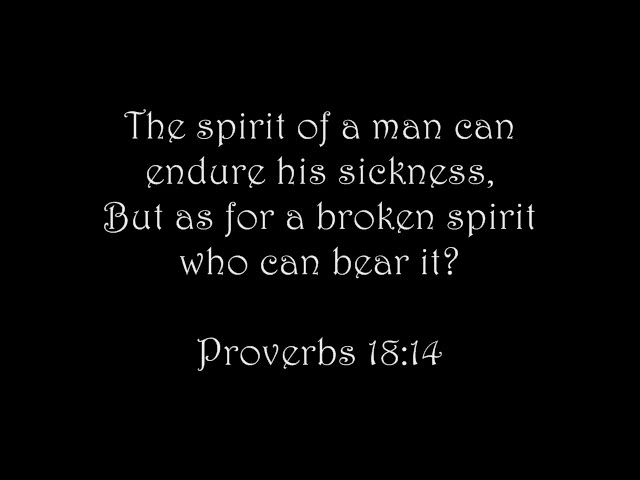 The spirit of a man can
endure his sickness,
But as for a broken spirit
who can bear it?
Proverbs 18:14